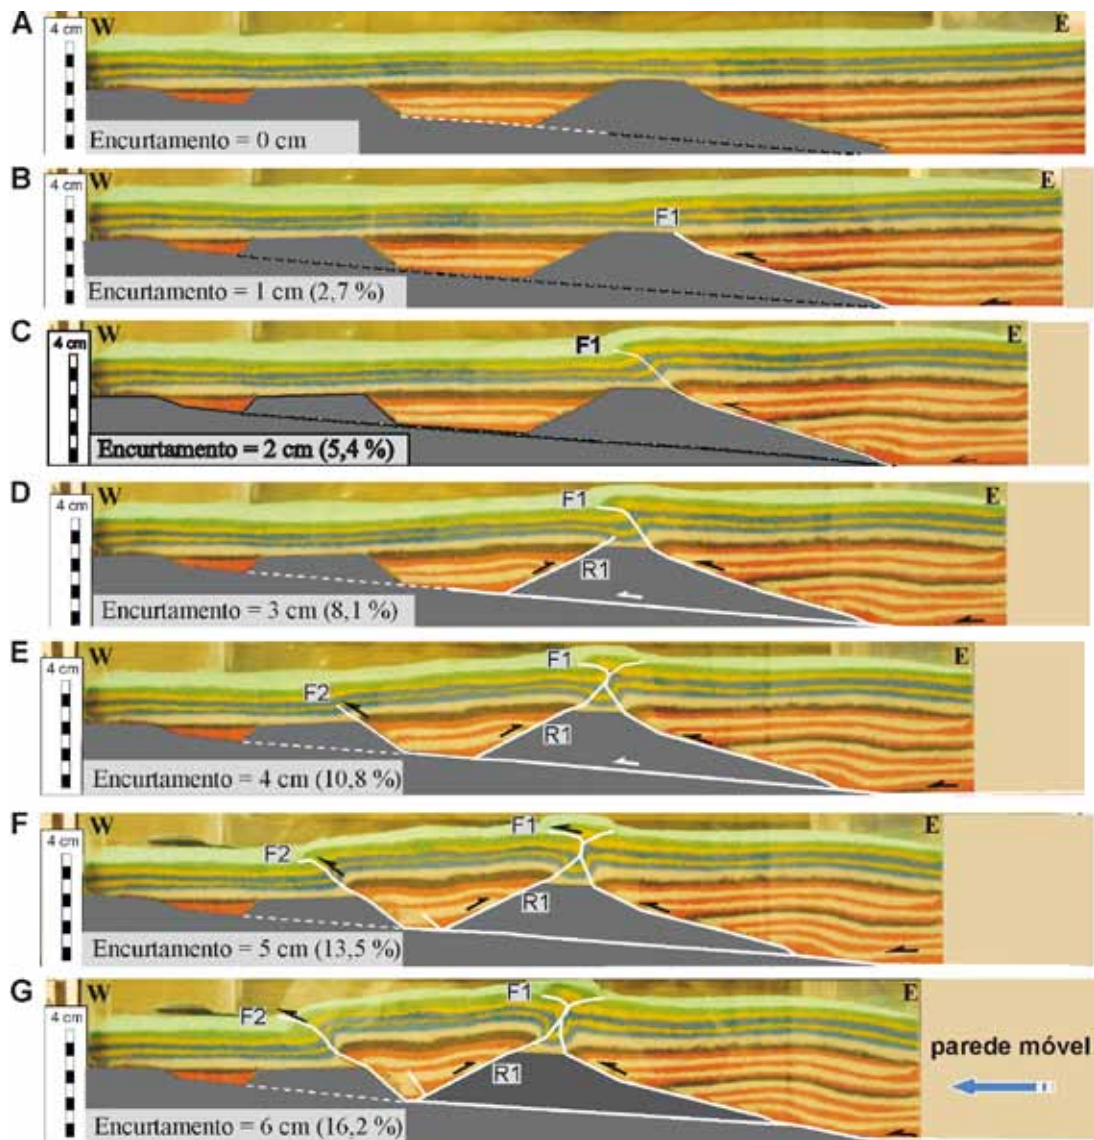 A
4 cm
W
E
Encurtamento = 0 cm
B
4 cm
W
E
F1
Encurtamento = 1 cm (2,7 %)
C
4 cm
W
E
F1
Encurtamento = 2 cm (5,4 %)
D
4 cm
W
E
F1
R1
Encurtamento = 3 cm (8,1 %)
E
4 cm
W
E
F1
F2
R1
Encurtamento = 4 cm (10,8 %)
F
4 cm
W
E
F1
F2
R1
Encurtamento = 5 cm (13,5 %)
G
4 cm
W
E
F1
F2
R1
parede móvel
Encurtamento = 6 cm (16,2 %)